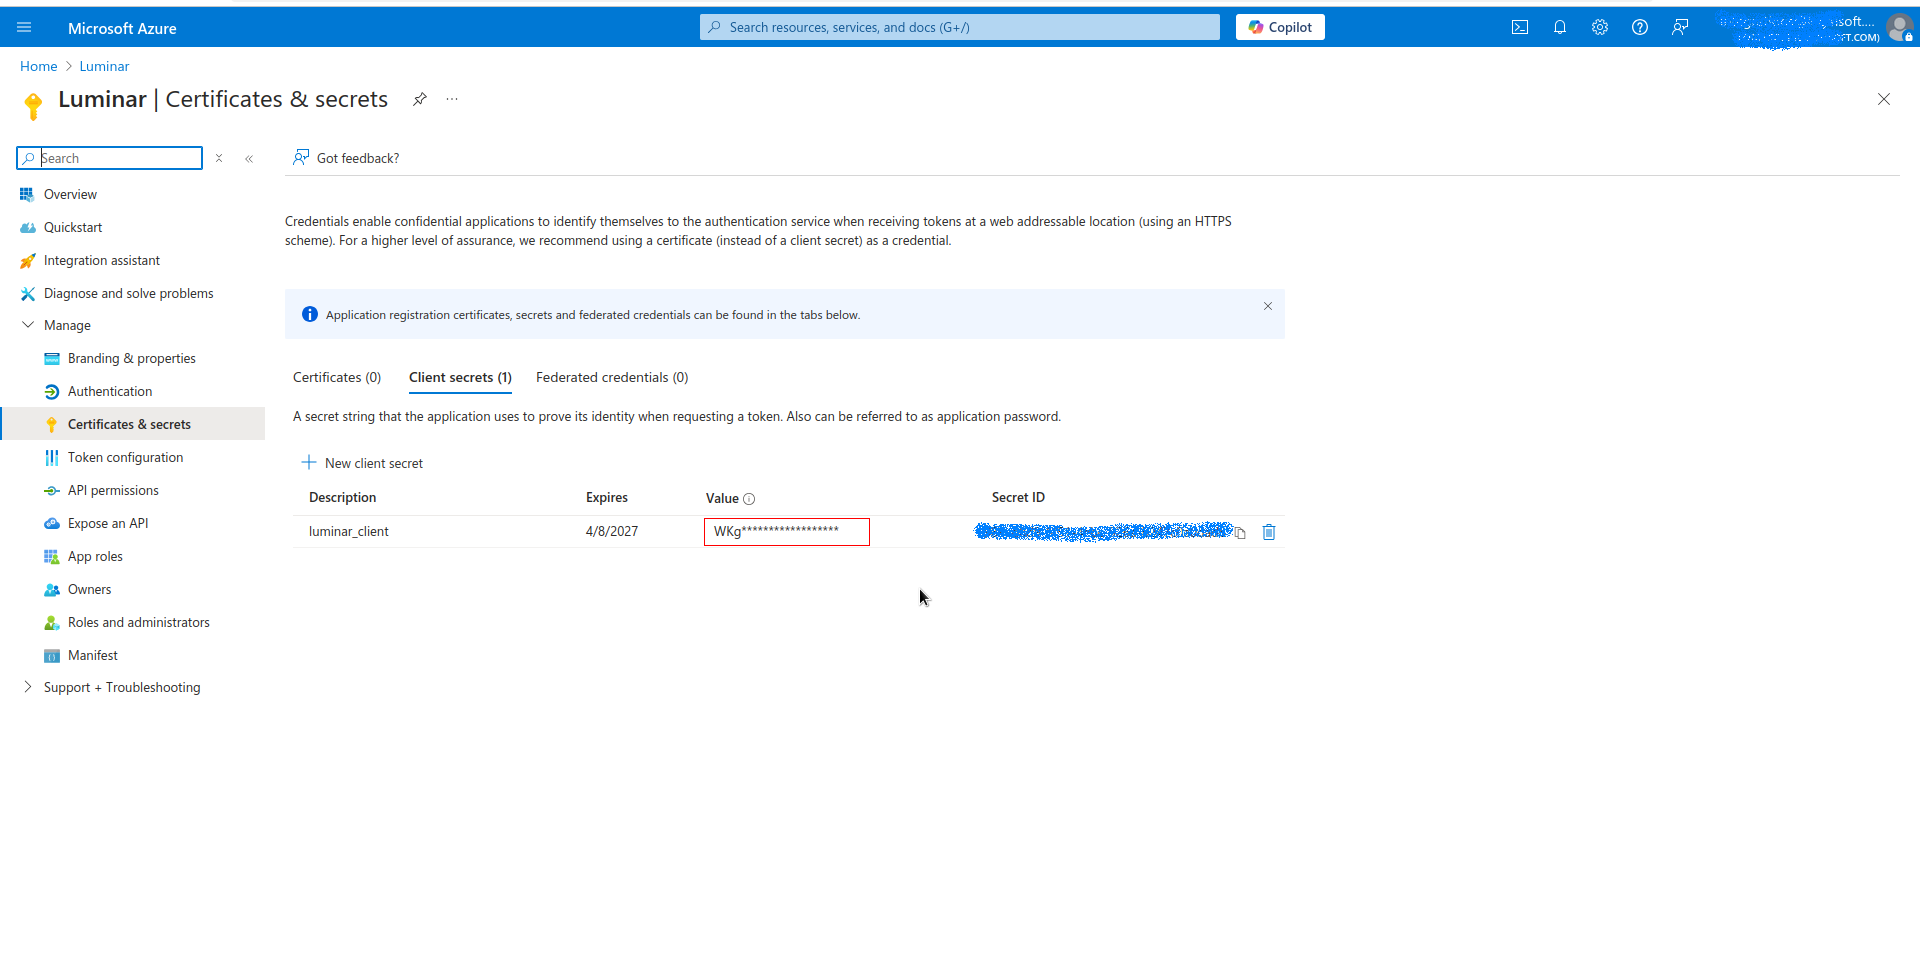 Microsoft Azure
Search resources, services, and docs (G+/)
Copilot
Home > Luminar
Luminar | Certificates & secrets
Search
Got feedback?
Overview
Quickstart
Integration assistant
Diagnose and solve problems
Manage
Branding & properties
Authentication
Certificates & secrets
Token configuration
API permissions
Expose an API
App roles
Owners
Roles and administrators
Manifest
Support + Troubleshooting
Credentials enable confidential applications to identify themselves to the authentication service when receiving tokens at a web addressable location (using an HTTPS
scheme). For a higher level of assurance, we recommend using a certificate (instead of a client secret) as a credential.
Application registration certificates, secrets and federated credentials can be found in the tabs below.
Certificates (0) Client secrets (1) Federated credentials (0)
A secret string that the application uses to prove its identity when requesting a token. Also can be referred to as application password.
New client secret
Description Expires Value Secret ID
luminar_client 4/8/2027 WKg******************